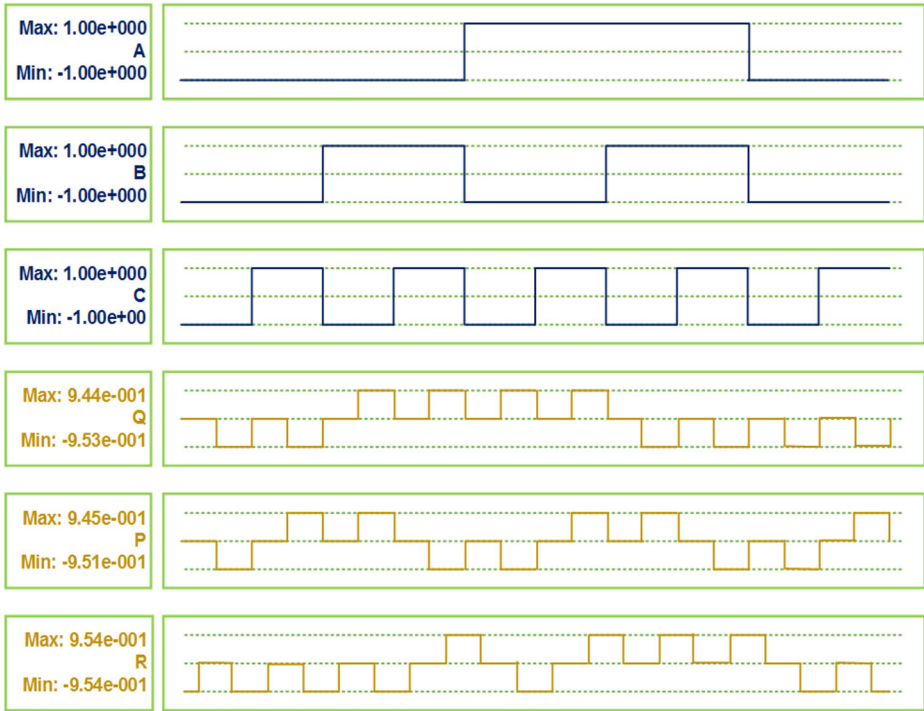 Max: 1.00e+000
A
Min: -1.00e+000
Max: 1.00e+000
B
Min: -1.00e+000
Max: 1.00e+000
C
Min: -1.00e+00
Max: 9.44e-001
Q
Min: -9.53e-001
Max: 9.45e-001
P
Min: -9.51e-001
Max: 9.54e-001
R
Min: -9.54e-001